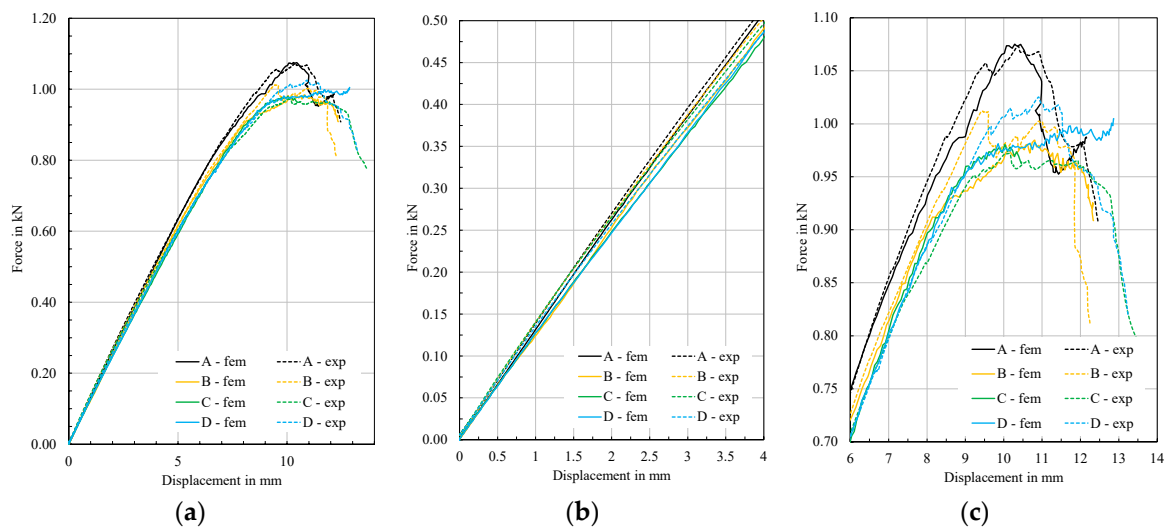 1.20
1.00
0.80
0.60
0.40
0.20
0.00
Force in kN
0
5
10
Displacement in mm
A - fem
A - exp
B - fem
B - exp
C - fem
C - exp
D - fem
D - exp
(a)
0.50
0.45
0.40
0.35
0.30
0.25
0.20
0.15
0.10
0.05
0.00
Force in kN
0
0.5
1
1.5
2
2.5
3
3.5
4
Displacement in mm
A - fem
A - exp
B - fem
B - exp
C - fem
C - exp
D - fem
D - exp
(b)
1.10
1.05
1.00
0.95
0.90
0.85
0.80
0.75
0.70
Force in kN
6
7
8
9
10
11
12
13
14
Displacement in mm
A - fem
A - exp
B - fem
B - exp
C - fem
C - exp
D - fem
D - exp
(c)